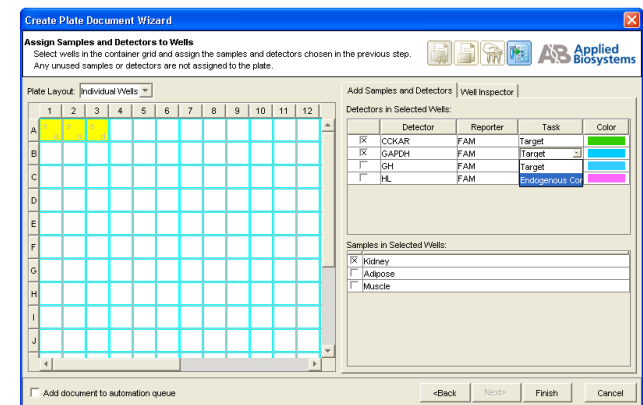 Create Plate Document Wizard
Assign Samples and Detectors to Wells
Select wells in the container grid and assign the samples and detectors chosen in the previous step.
Any unused samples or detectors are not assigned to the plate.
AB Applied
Biosystems
Plate Layout: Individual Wells
1 2 3 4 5 6 7 8 9 10 11 12
A
B
C
D
E
F
G
H
I
J
Add Samples and Detectors Well Inspector
Detectors in Selected Wells:
Detector Reporter Task Color
CCKAR FAM Target
GAPDH FAM Target
GH FAM Target
HL FAM Endogenous Cor
Samples in Selected Wells:
Kidney
Adipose
Muscle
Add document to automation queue
<Back Next> Finish Cancel